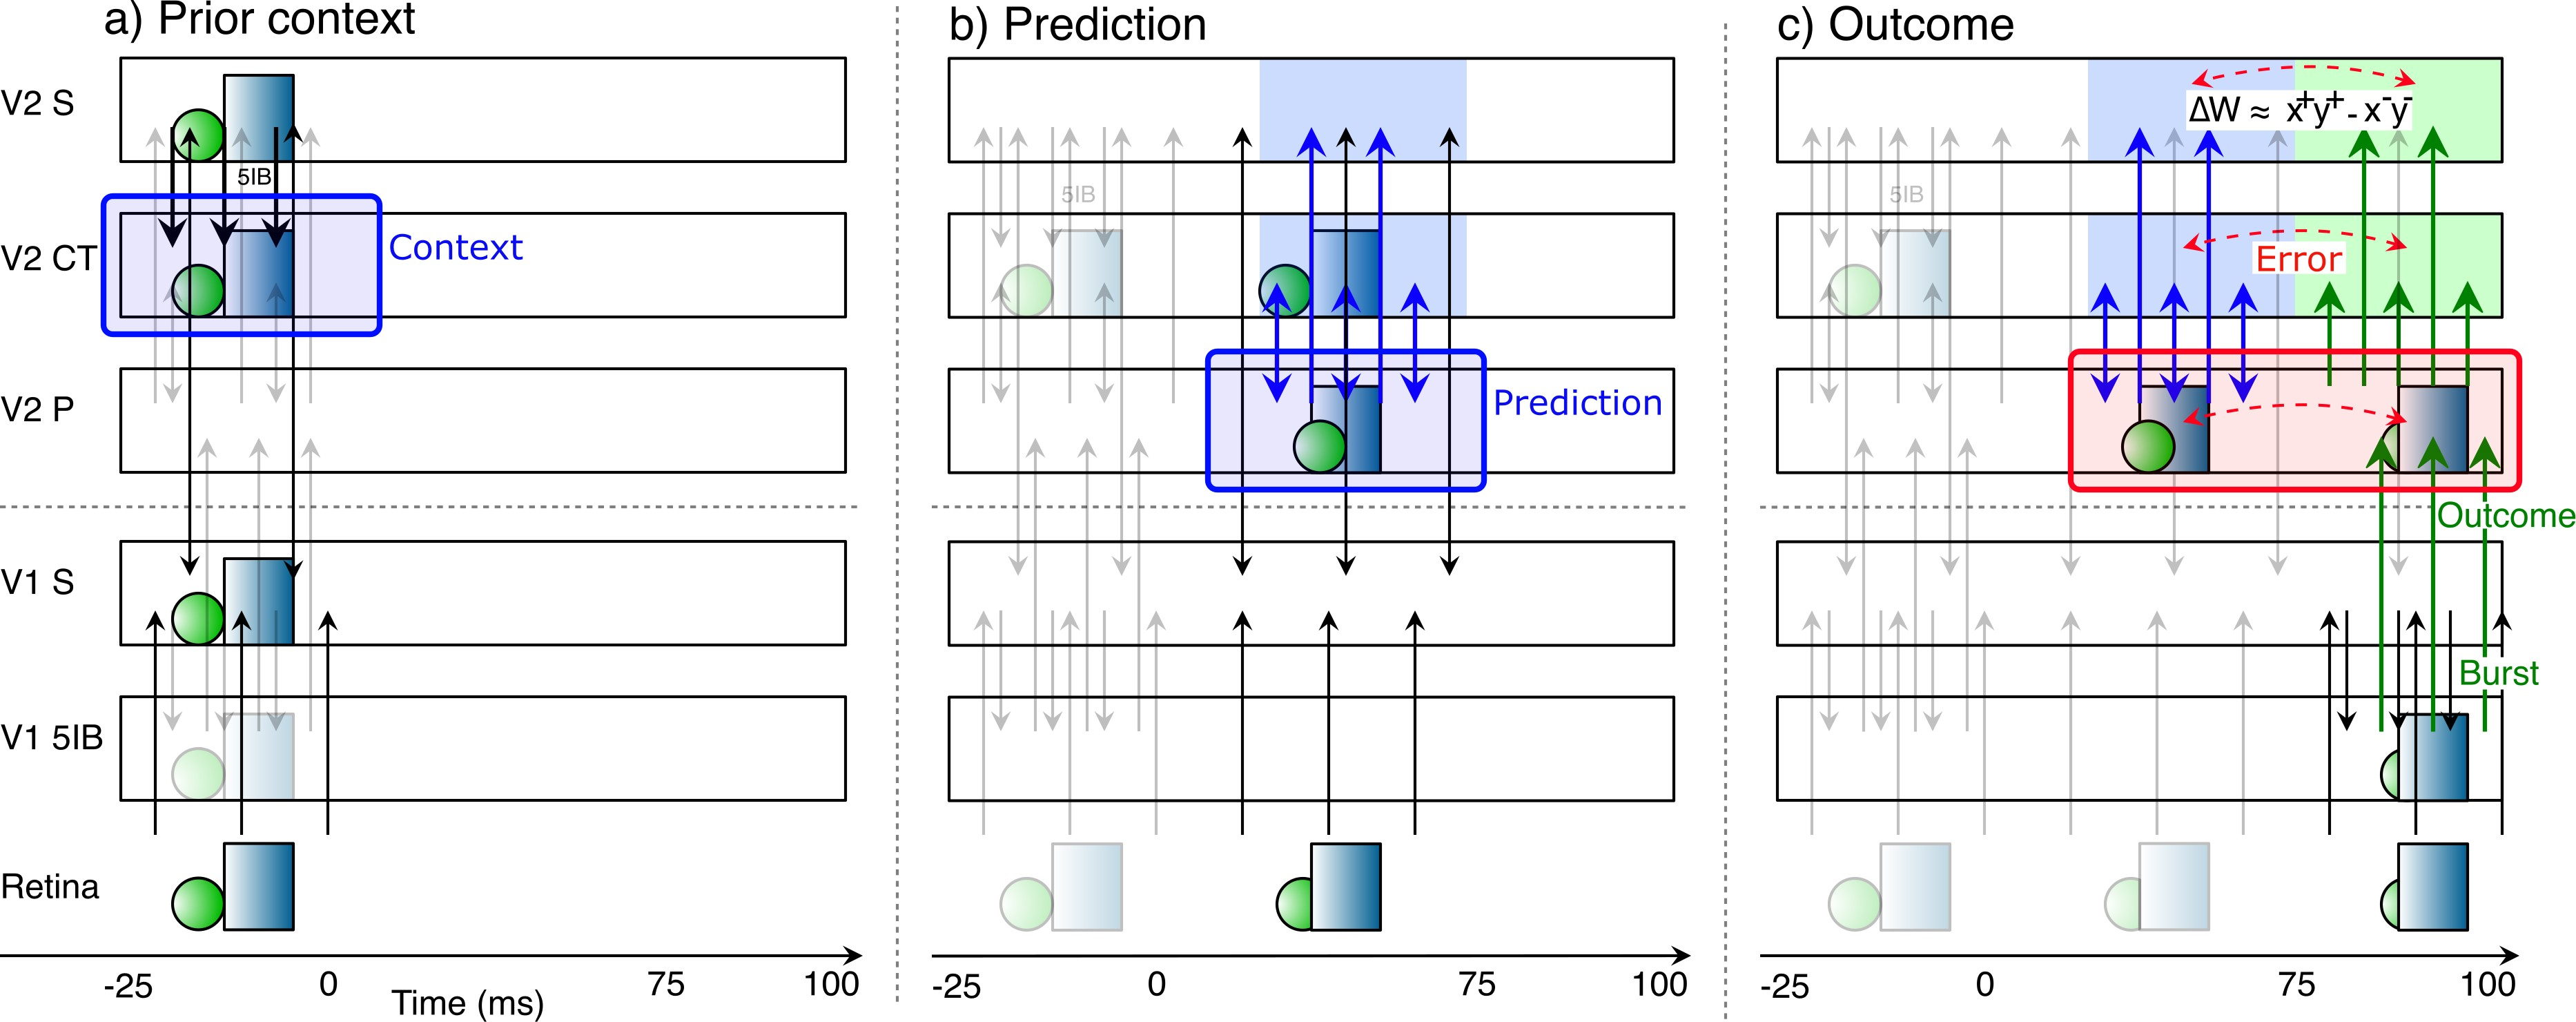 a) Prior context
b) Prediction
c) Outcome
V2 S
5IB
V2 CT
Context
V2 P
V1 S
V1 5IB
Retina
-25
0
75
100
Time (ms)
5IB
Prediction
-25
0
75
100
ΔW ≈ x⁺y⁺ - x⁻y⁻
5IB
Error
Outcome
Burst
-25
0
75
100